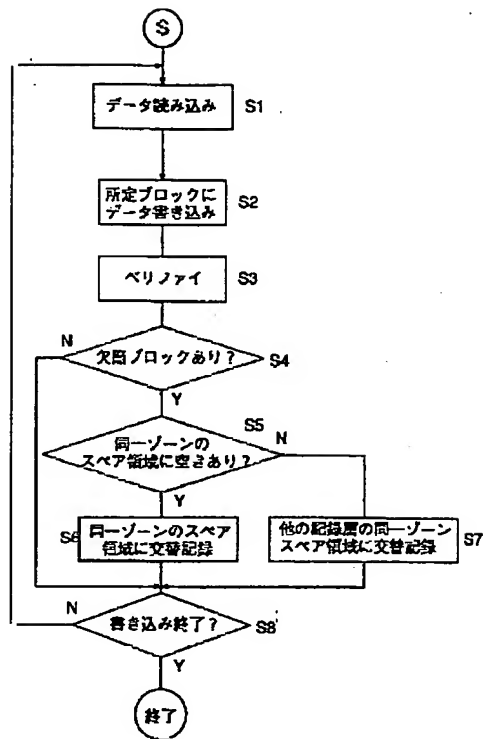 S
データ読み込み
S1
所定ブロックに
データ書き込み
S2
ベリファイ
S3
N
欠陥ブロックあり?
S4
Y
S5
同一ゾーンの
スペア領域に空きあり?
N
Y
S6
同一ゾーンのスペア
領域に交替記録
他の記録層の同一ゾーン
スペア領域に交替記録
S7
N
書き込み終了?
S8
Y
終了